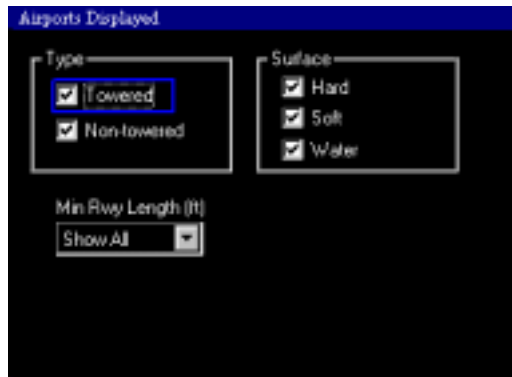 Airports Displayed
Type
Towered
Non-towered
Surface
Hard
Soft
Water
Min Rwy Length (ft)
Show All